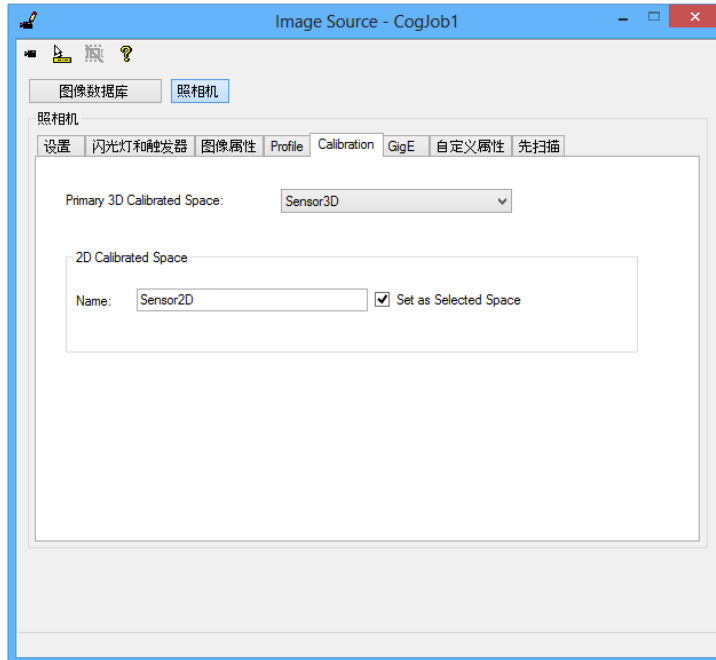 Image Source - CogJob1
图像数据库 照相机
照相机
设置 闪光灯和触发器 图像属性 Profile Calibration GigE 自定义属性 先扫描
Primary 3D Calibrated Space: Sensor3D
2D Calibrated Space
Name: Sensor2D Set as Selected Space